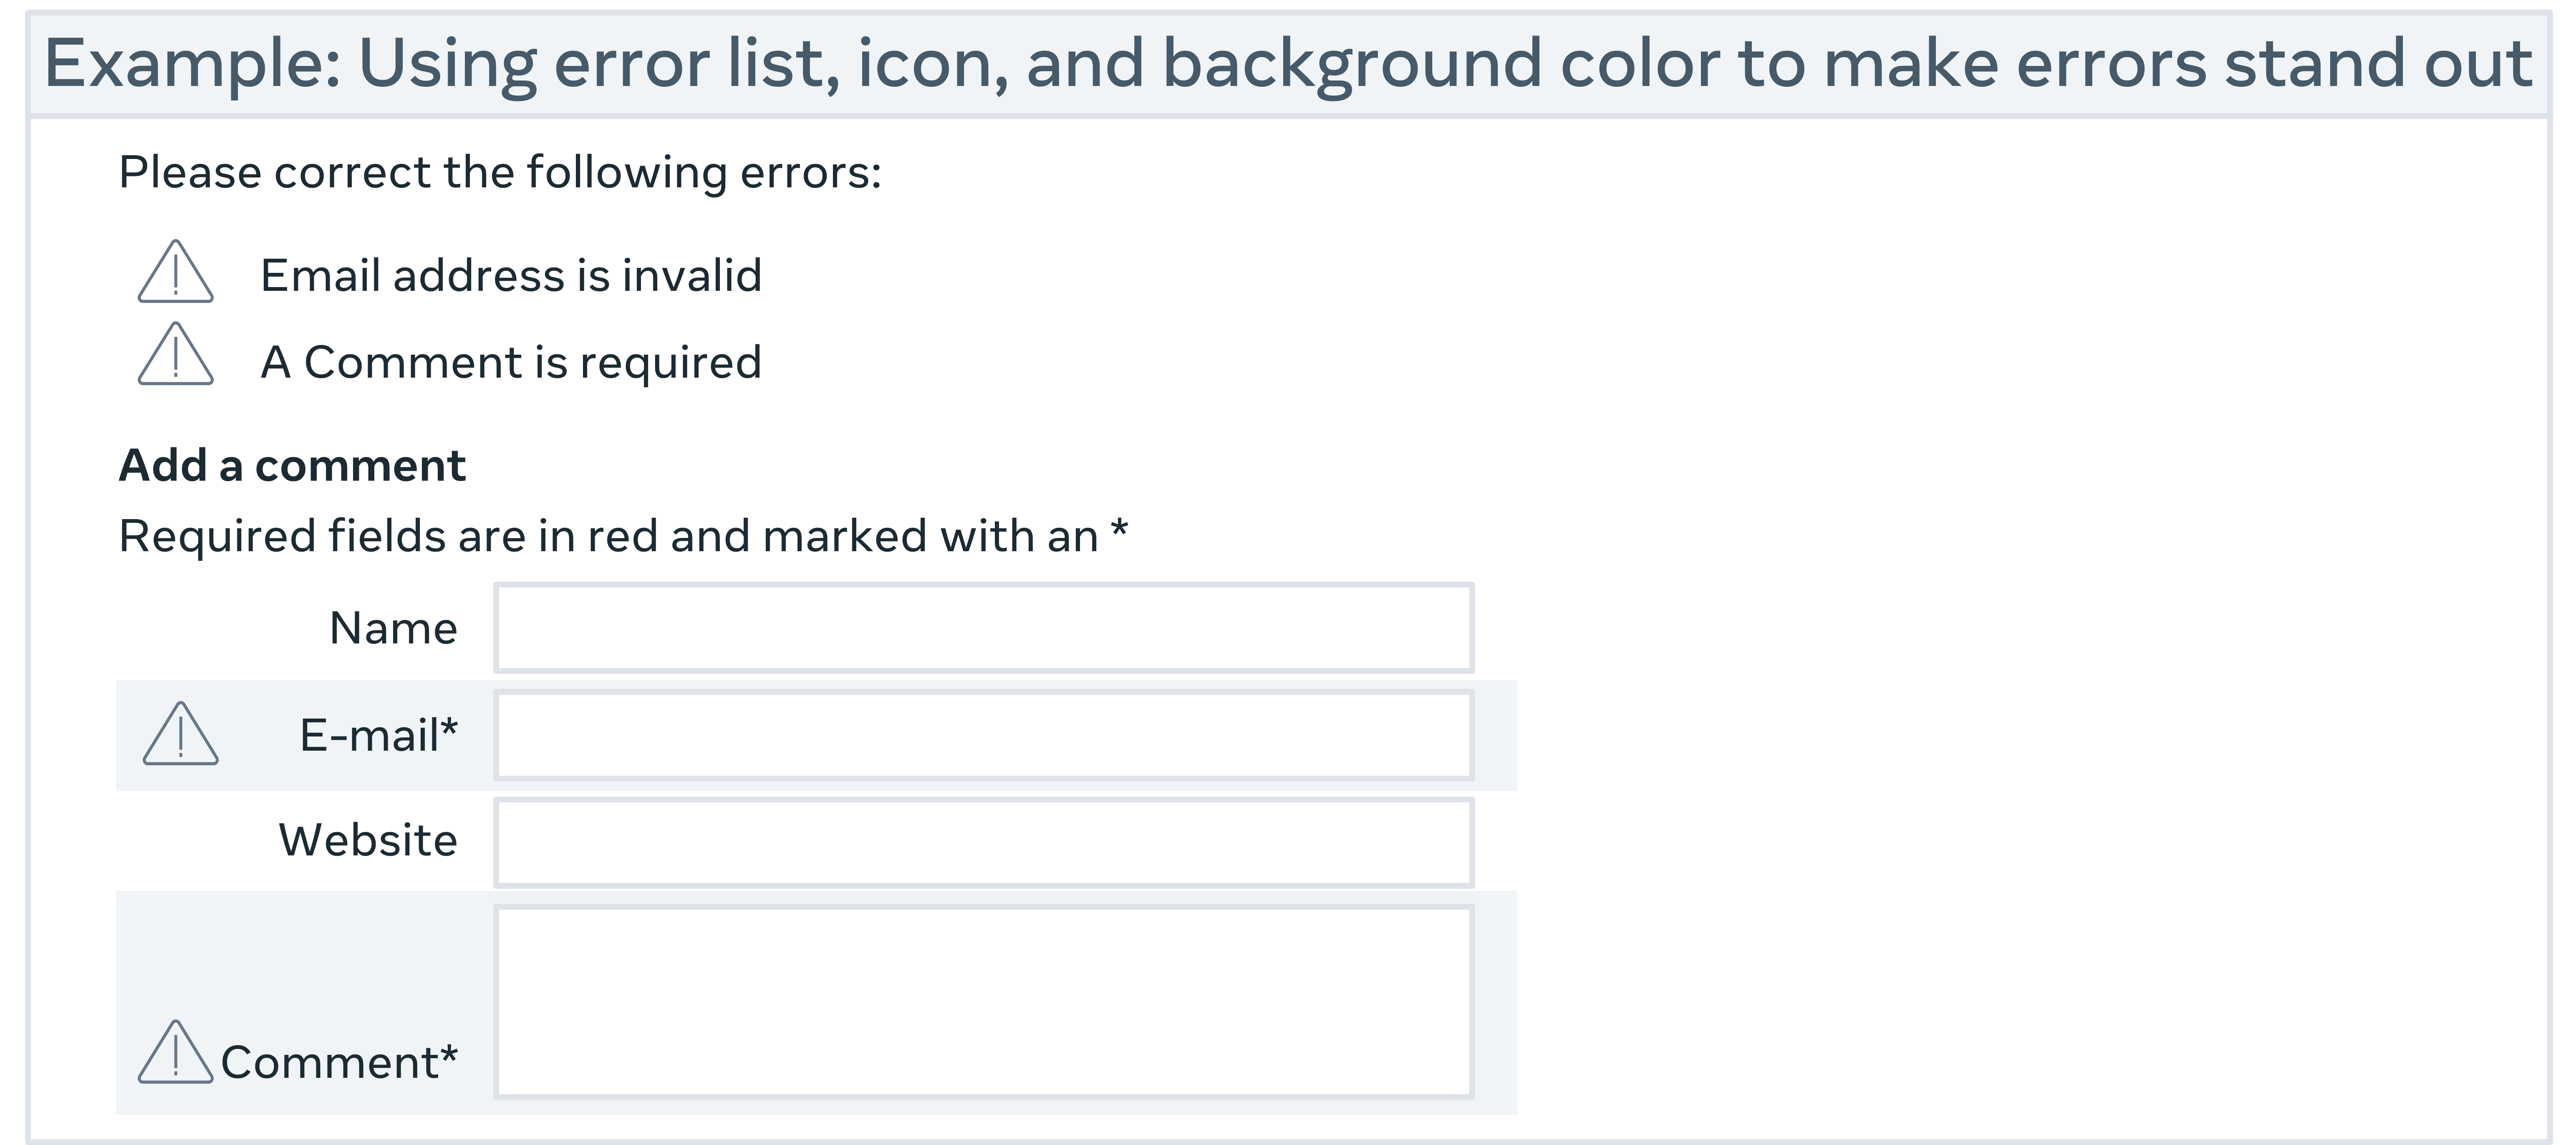 Example: Using error list, icon, and background color to make errors stand out
Please correct the following errors:
Email address is invalid
A Comment is required
Add a comment
Required fields are in red and marked with an *
Name
E-mail*
Website
Comment*